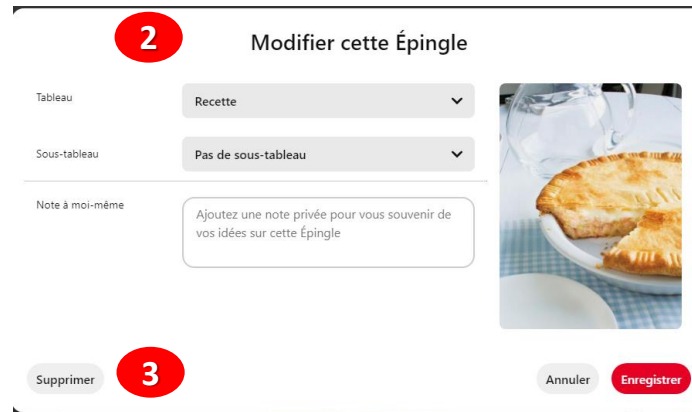 2
Modifier cette Épingle
Tableau
Recette
Sous-tableau
Pas de sous-tableau
Note à moi-même
Ajoutez une note privée pour vous souvenir de
vos idées sur cette Épingle
Supprimer
3
Annuler
Enregistrer